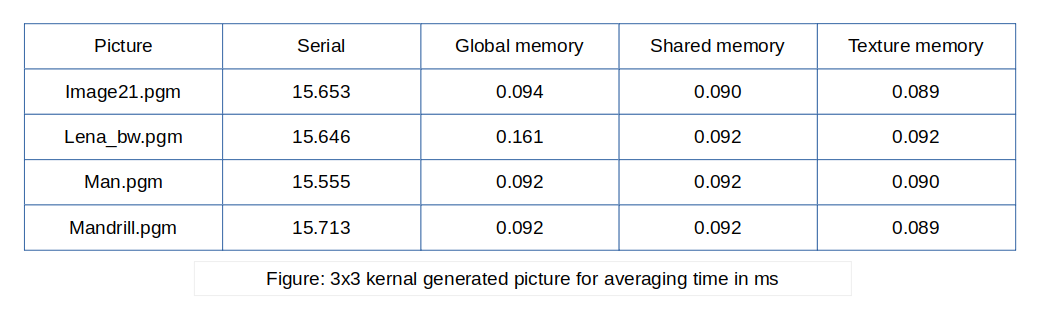 Picture Serial Global memory Shared memory Texture memory
Image21.pgm 15.653 0.094 0.090 0.089
Lena_bw.pgm 15.646 0.161 0.092 0.092
Man.pgm 15.555 0.092 0.092 0.090
Mandrill.pgm 15.713 0.092 0.092 0.089
Figure: 3x3 kernal generated picture for averaging time in ms